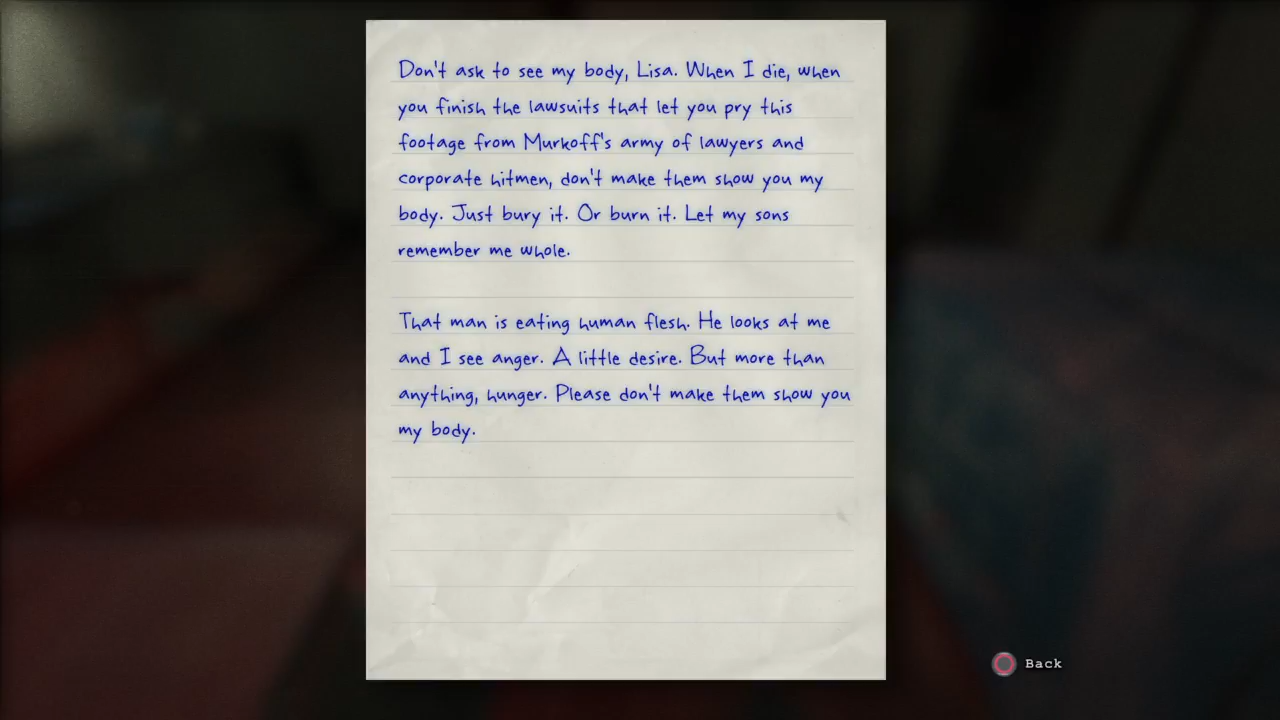 Don't ask to see my body, Lisa. When I die, when
you finish the lawsuits that let you pry this
footage from Murkoff's army of lawyers and
corporate hitmen, don't make them show you my
body. Just bury it. Or burn it. Let my sons
remember me whole.
That man is eating human flesh. He looks at me
and I see anger. A little desire. But more than
anything, hunger. Please don't make them show you
my body.
Back